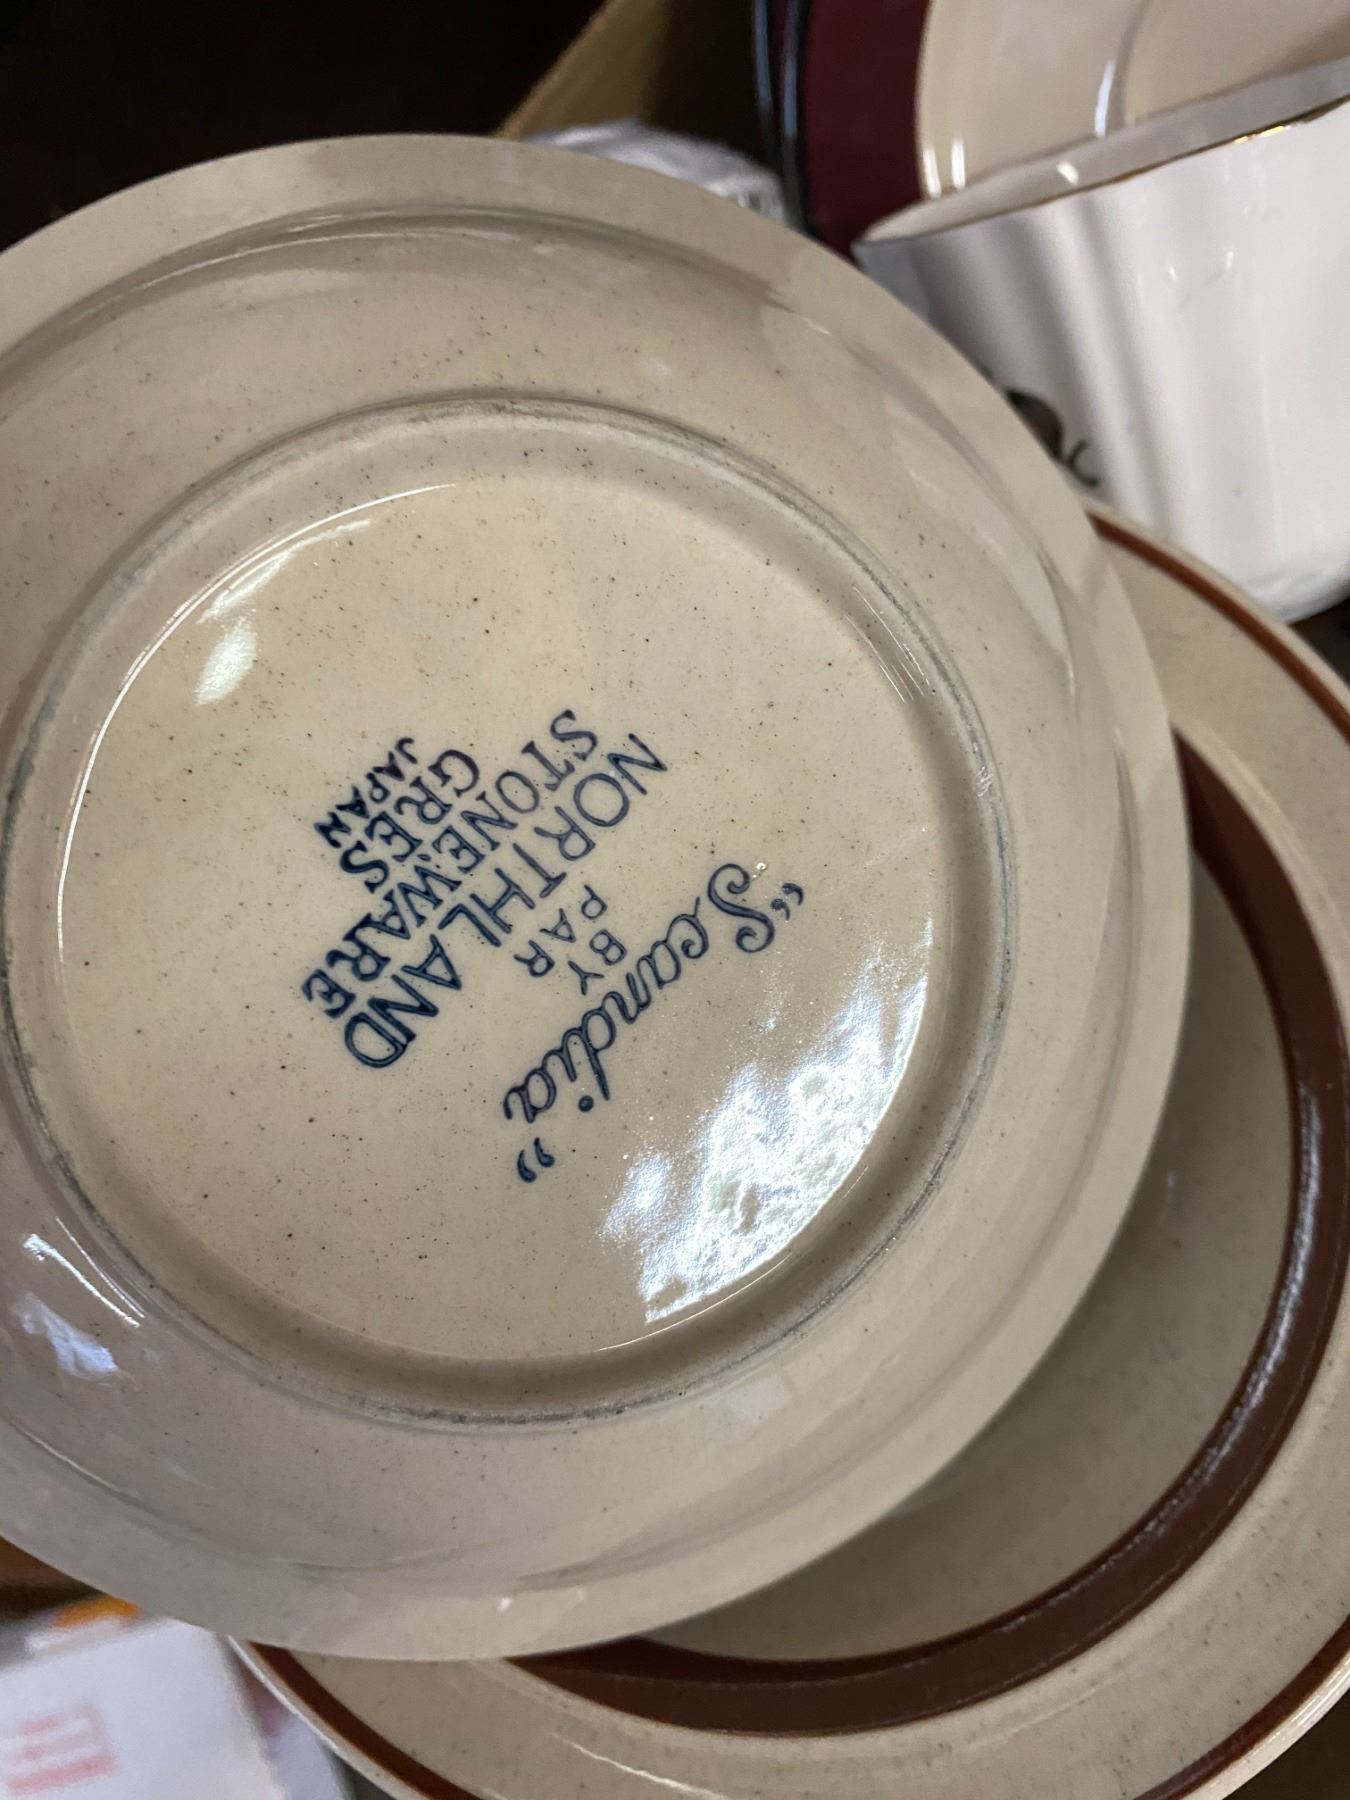 "Scandia"
BY
PAR
NORTHLAND
STONEWARE
GRES
JAPAN